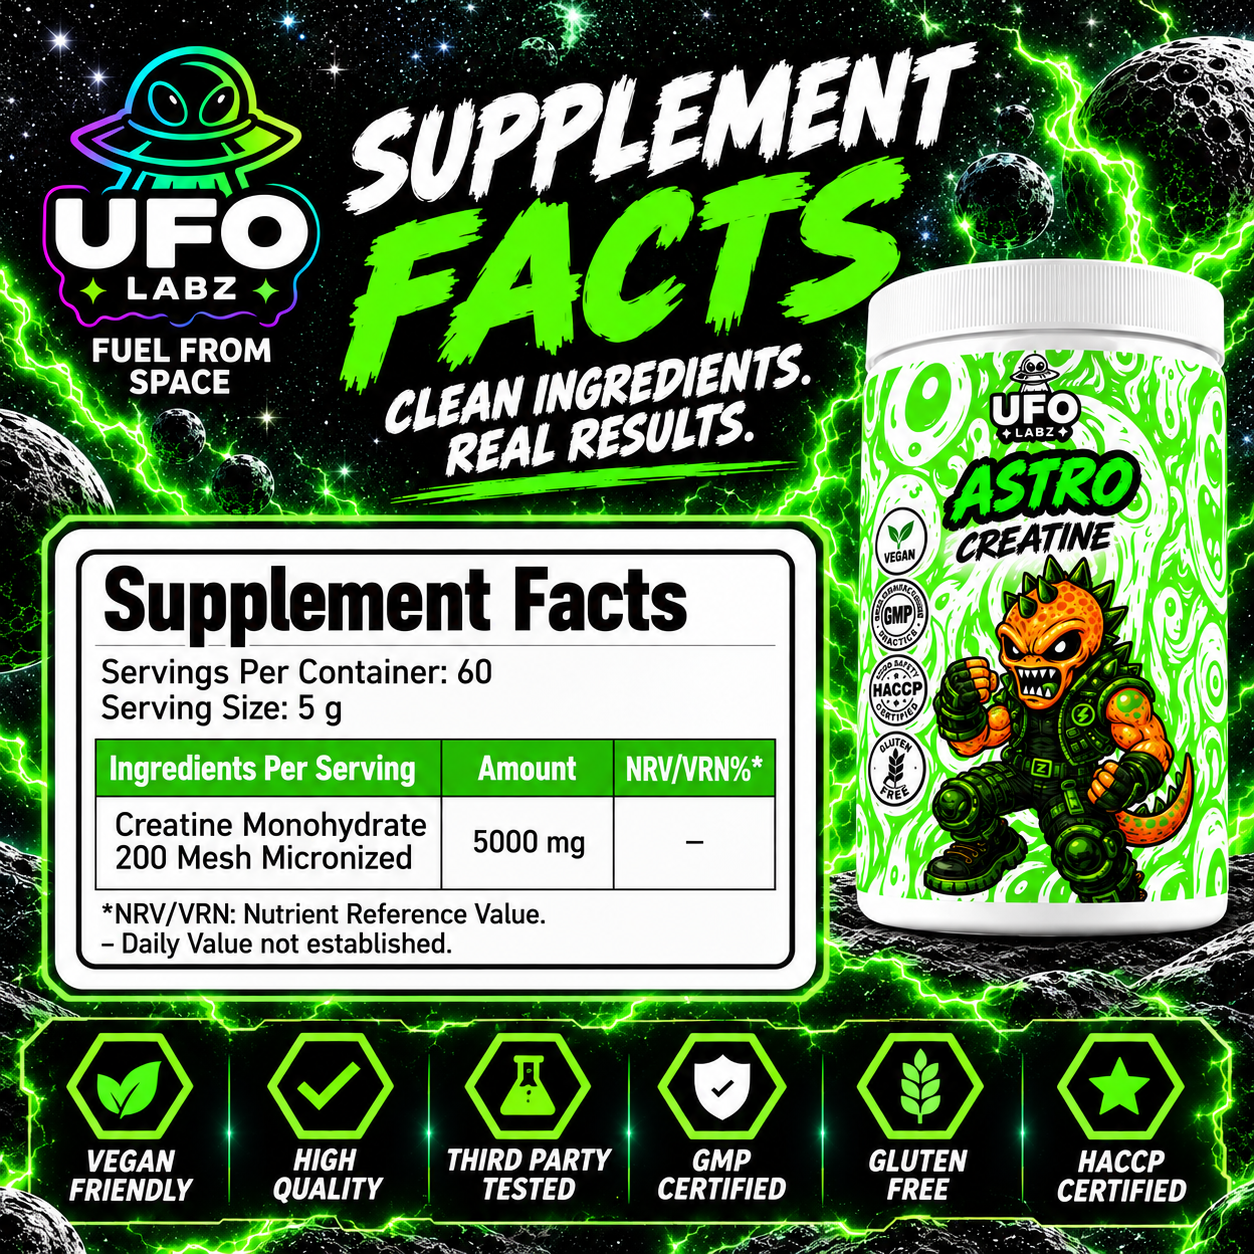 UFO
LABZ
FUEL FROM
SPACE
SUPPLEMENT
FACTS
CLEAN INGREDIENTS.
REAL RESULTS.
Supplement Facts
Servings Per Container: 60
Serving Size: 5 g
Ingredients Per Serving Amount NRV/VRN%*
Creatine Monohydrate
200 Mesh Micronized
5000 mg
–
*NRV/VRN: Nutrient Reference Value.
– Daily Value not established.
UFO
LABZ
ASTRO
CREATINE
VEGAN
GMP
PRACTICE
HACCP
CERTIFIED
GLUTEN
FREE
Z
VEGAN
FRIENDLY
HIGH
QUALITY
THIRD PARTY
TESTED
GMP
CERTIFIED
GLUTEN
FREE
HACCP
CERTIFIED